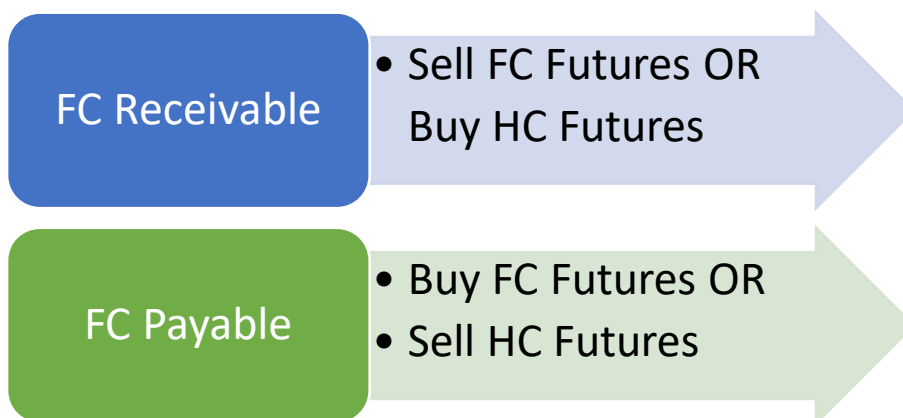 FC Receivable
• Sell FC Futures OR
Buy HC Futures
FC Payable
• Buy FC Futures OR
• Sell HC Futures